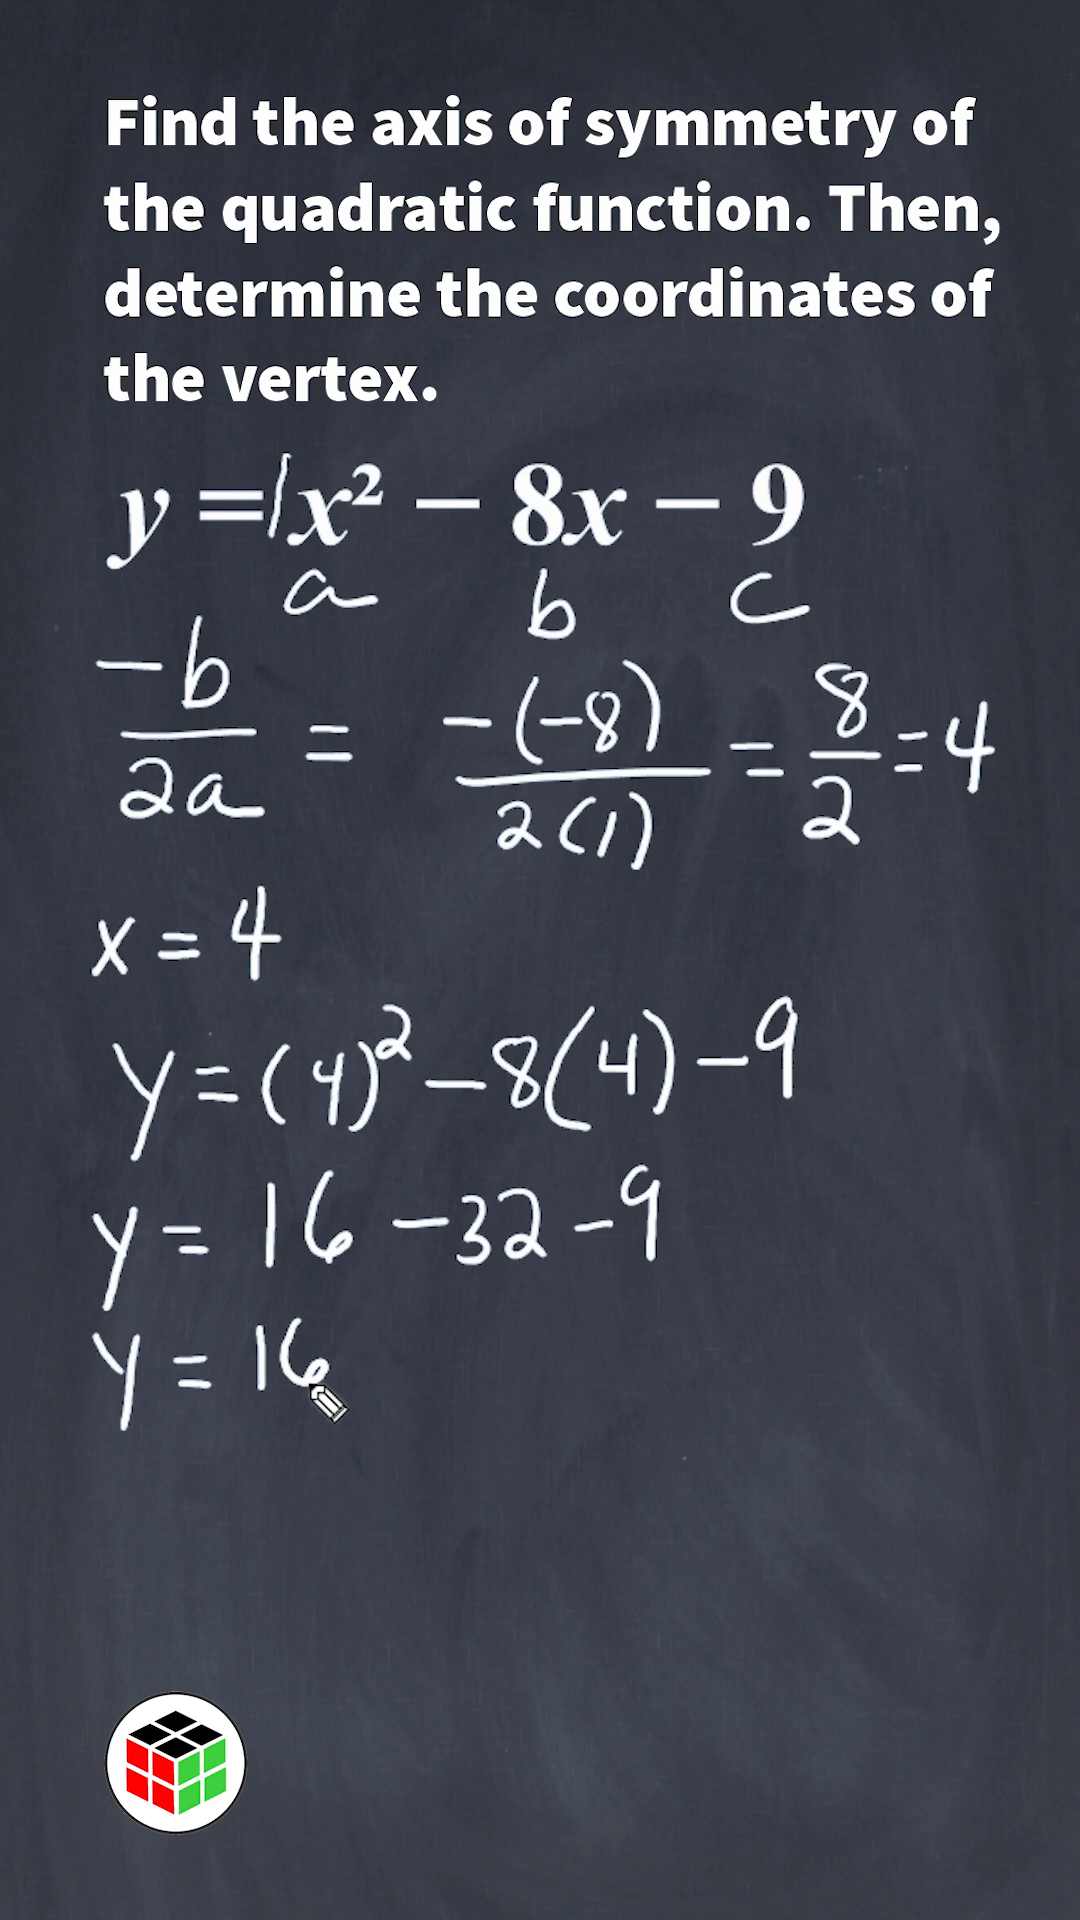 Find the axis of symmetry of
the quadratic function. Then,
determine the coordinates of
the vertex.
y = 1x² − 8x − 9
a b c
-b/2a = -(-8)/2(1) = 8/2 = 4
x = 4
y = (4)² - 8(4) - 9
y = 16 - 32 - 9
y = 16